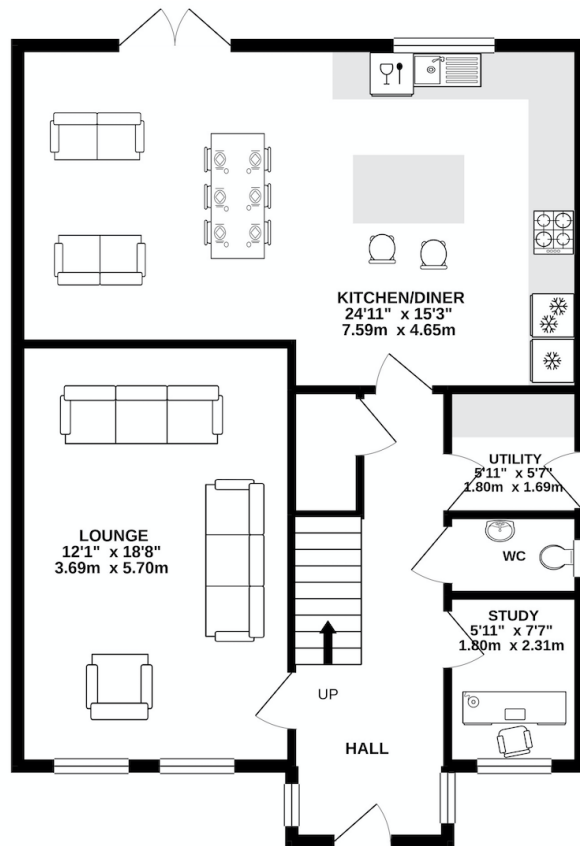 KITCHEN/DINER
24'11" x 15'3"
7.59m x 4.65m
UTILITY
5'11" x 5'7"
1.80m x 1.69m
LOUNGE
12'1" x 18'8"
3.69m x 5.70m
WC
STUDY
5'11" x 7'7"
1.80m x 2.31m
UP
HALL